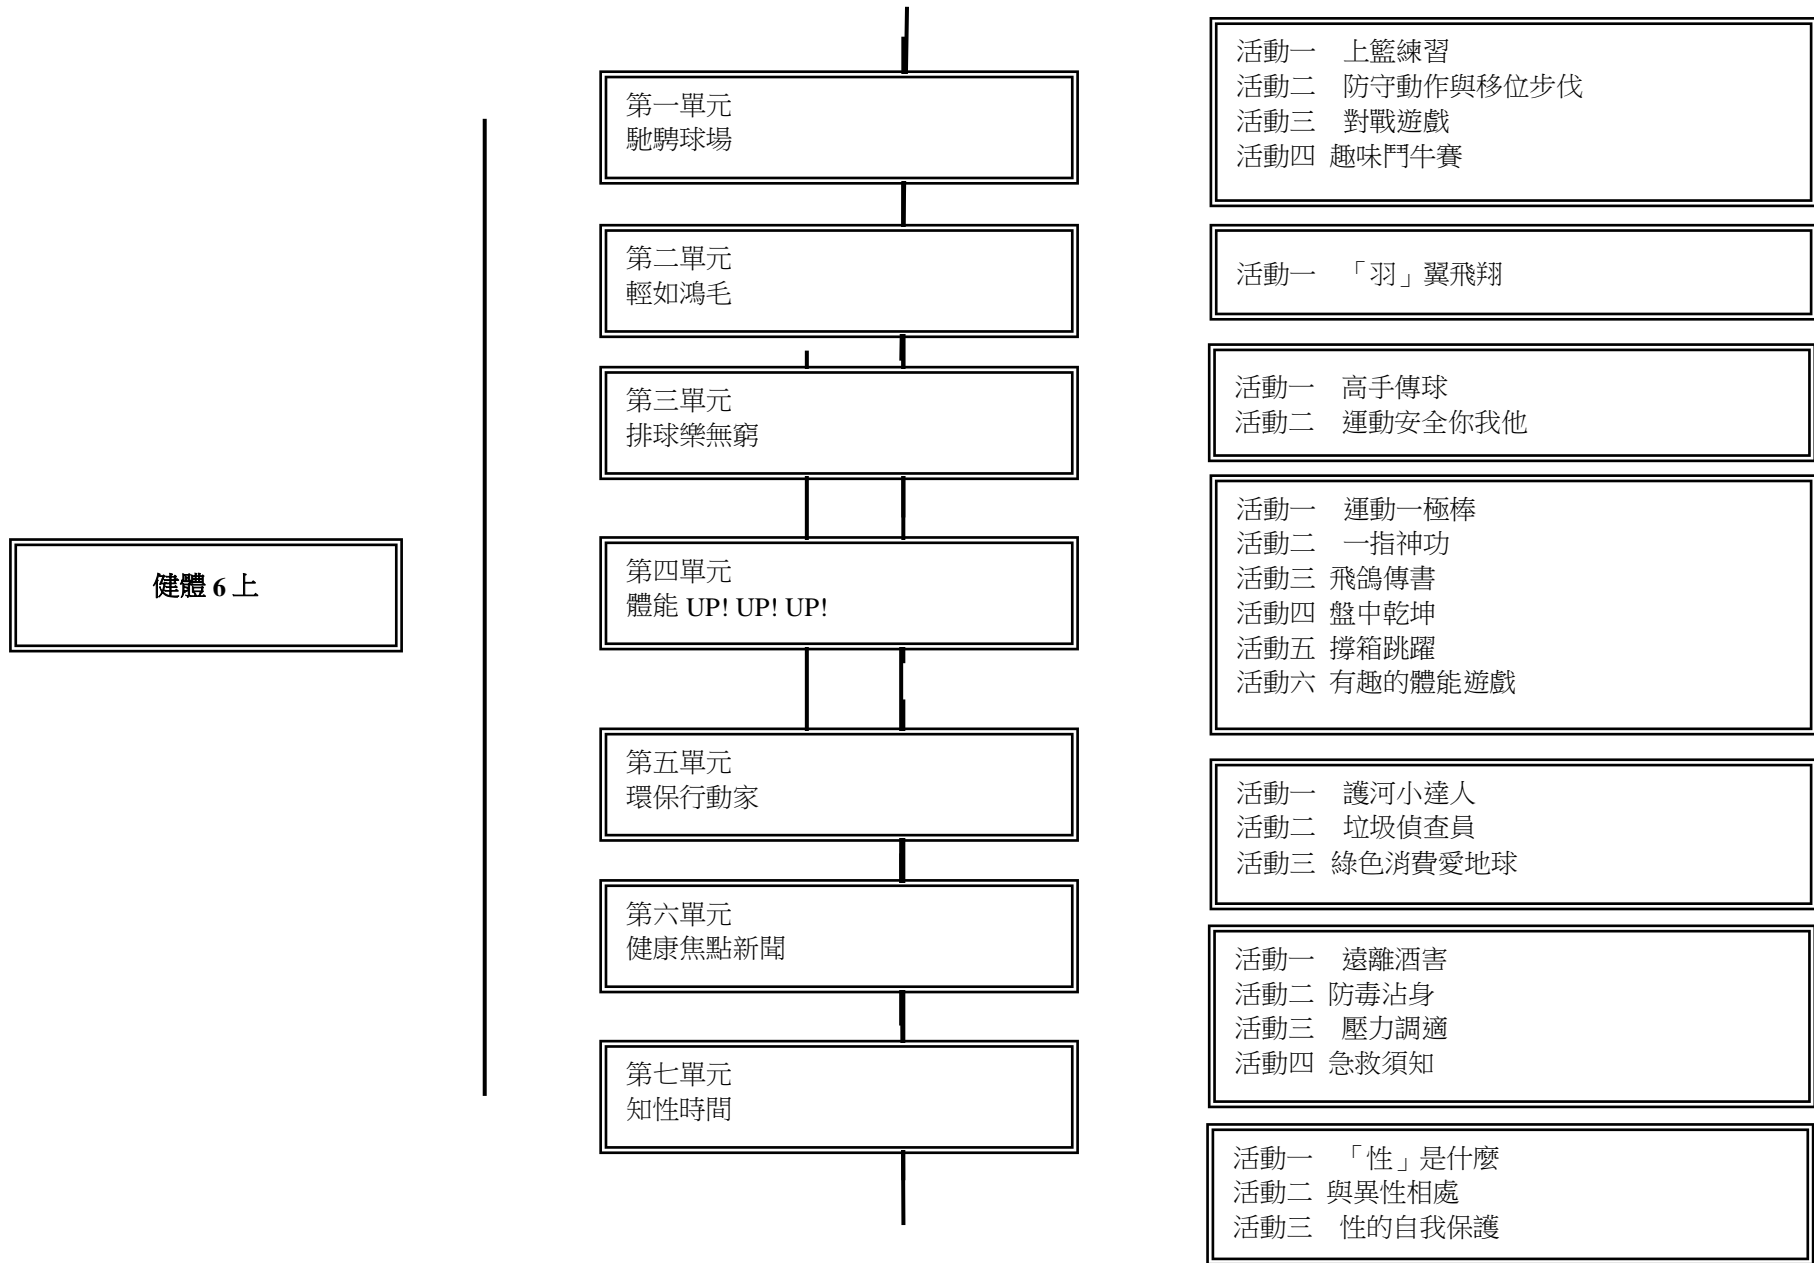 健體 6 上
第一單元
馳騁球場
第二單元
輕如鴻毛
第三單元
排球樂無窮
第四單元
體能 UP! UP! UP!
第五單元
環保行動家
第六單元
健康焦點新聞
第七單元
知性時間
活動一 上籃練習
活動二 防守動作與移位步伐
活動三 對戰遊戲
活動四 趣味鬥牛賽
活動一 「羽」翼飛翔
活動一 高手傳球
活動二 運動安全你我他
活動一 運動一極棒
活動二 一指神功
活動三 飛鴿傳書
活動四 盤中乾坤
活動五 撐箱跳躍
活動六 有趣的體能遊戲
活動一 護河小達人
活動二 垃圾偵查員
活動三 綠色消費愛地球
活動一 遠離酒害
活動二 防毒沾身
活動三 壓力調適
活動四 急救須知
活動一 「性」是什麼
活動二 與異性相處
活動三 性的自我保護